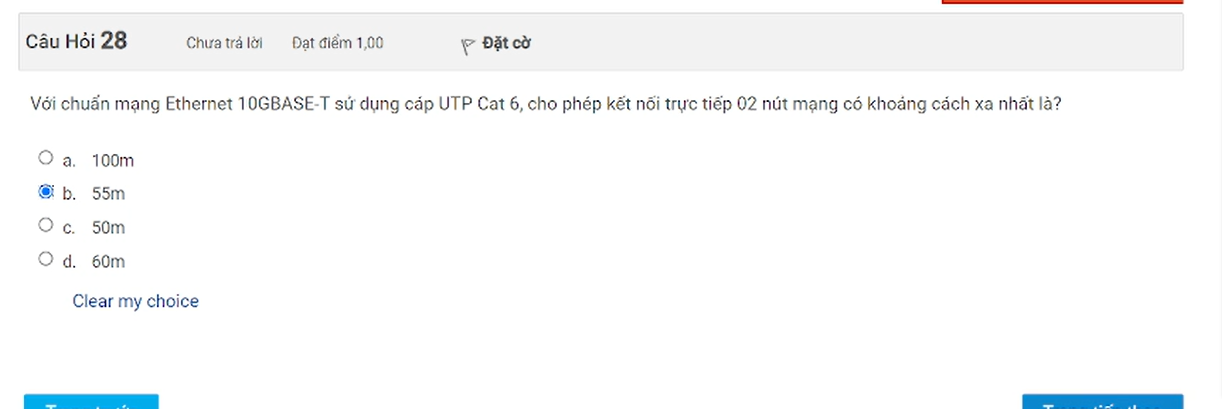 Câu Hỏi 28 Chưa trả lời Đạt điểm 1,00 Đặt cờ
Với chuẩn mạng Ethernet 10GBASE-T sử dụng cáp UTP Cat 6, cho phép kết nối trực tiếp 02 nút mạng có khoảng cách xa nhất là?
a. 100m
b. 55m
c. 50m
d. 60m
Clear my choice